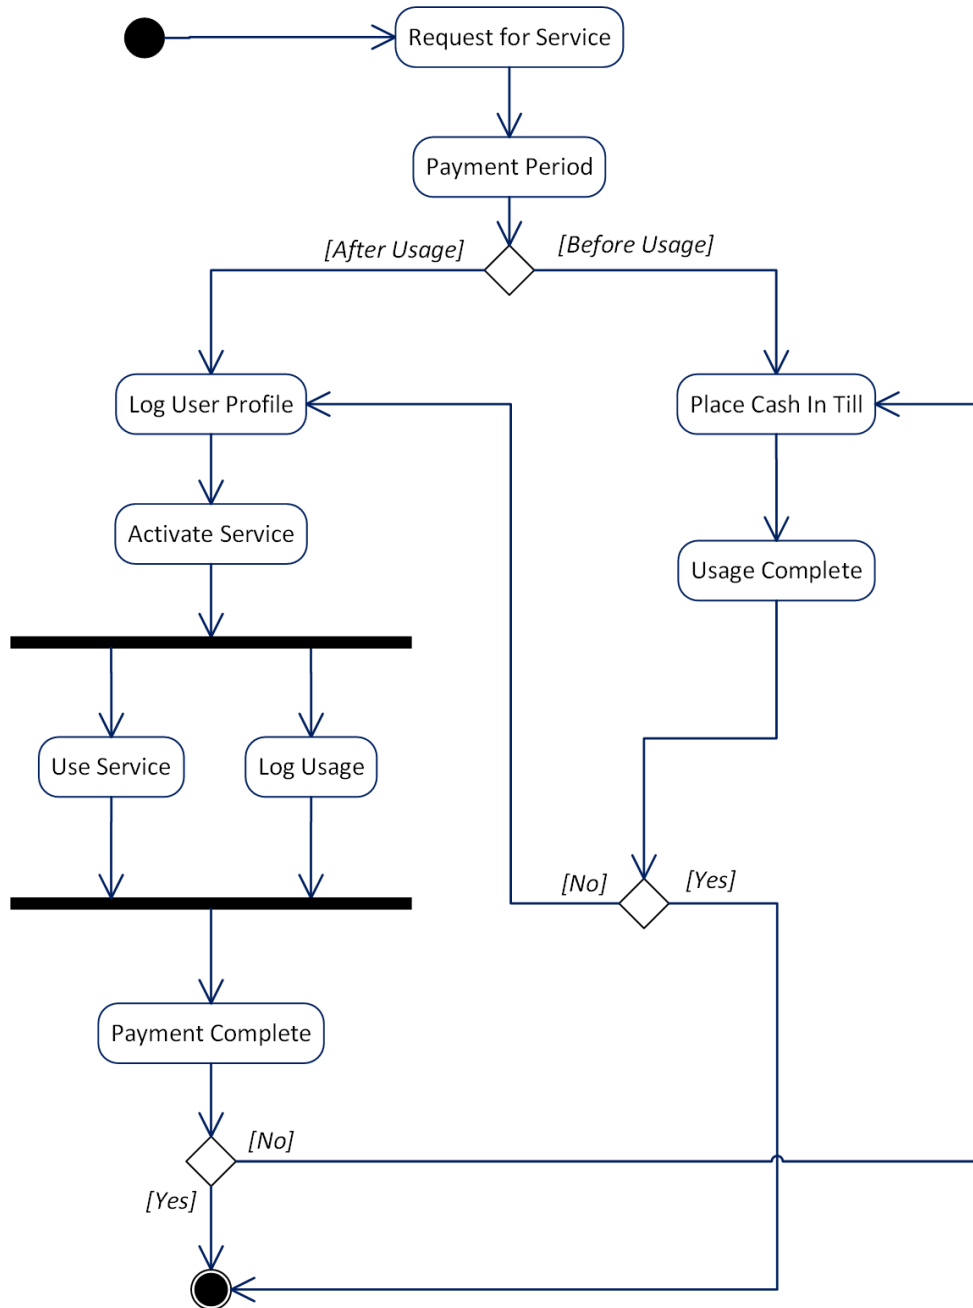 Request for Service
Payment Period
[After Usage]
[Before Usage]
Log User Profile
Place Cash In Till
Activate Service
Usage Complete
Use Service
Log Usage
[No]
[Yes]
Payment Complete
[No]
[Yes]